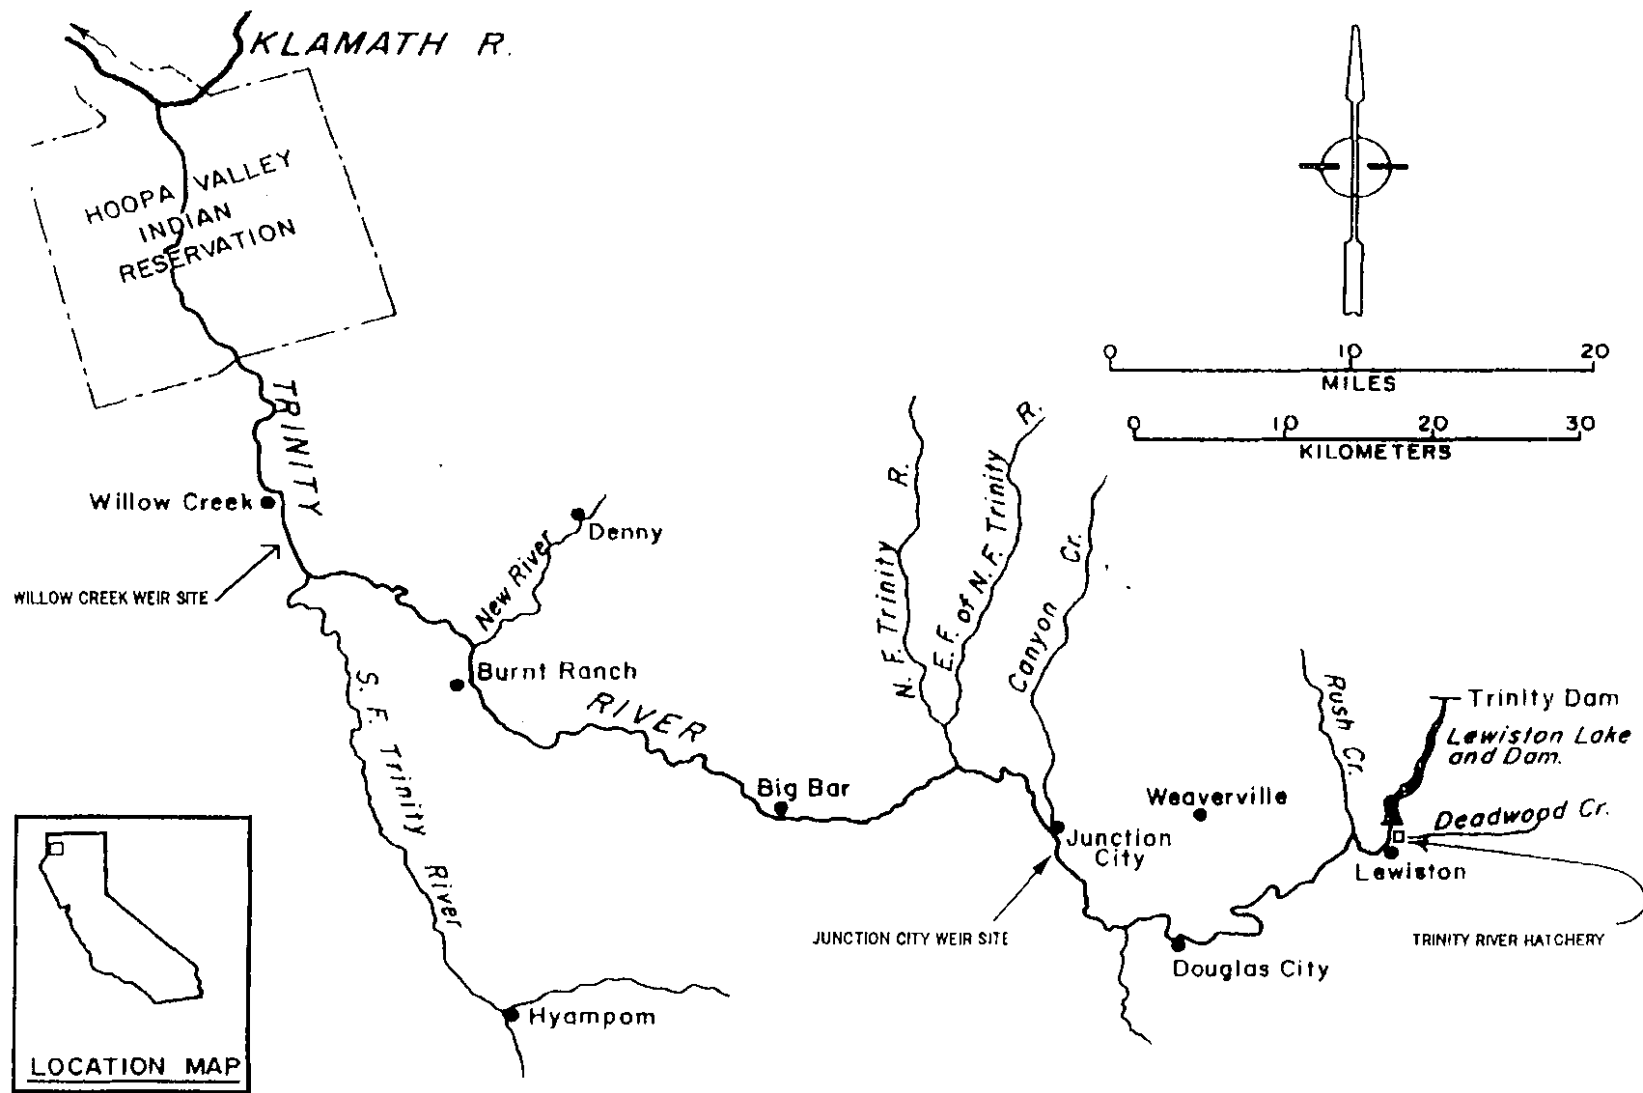 KLAMATH R.
HOOPA VALLEY
INDIAN
RESERVATION
0 10 20
MILES
0 10 20 30
KILOMETERS
TRINITY
Willow Creek
WILLOW CREEK WEIR SITE
Denny
New River
Burnt Ranch
RIVER
S. F. Trinity River
N. F. Trinity R.
E. F. of N. F. Trinity R.
Canyon Cr.
Rush Cr.
Trinity Dam
Lewiston Lake
and Dam.
Big Bar
Weaverville
Deadwood Cr.
Junction
City
Lewiston
JUNCTION CITY WEIR SITE
TRINITY RIVER HATCHERY
Douglas City
Hyampom
LOCATION MAP